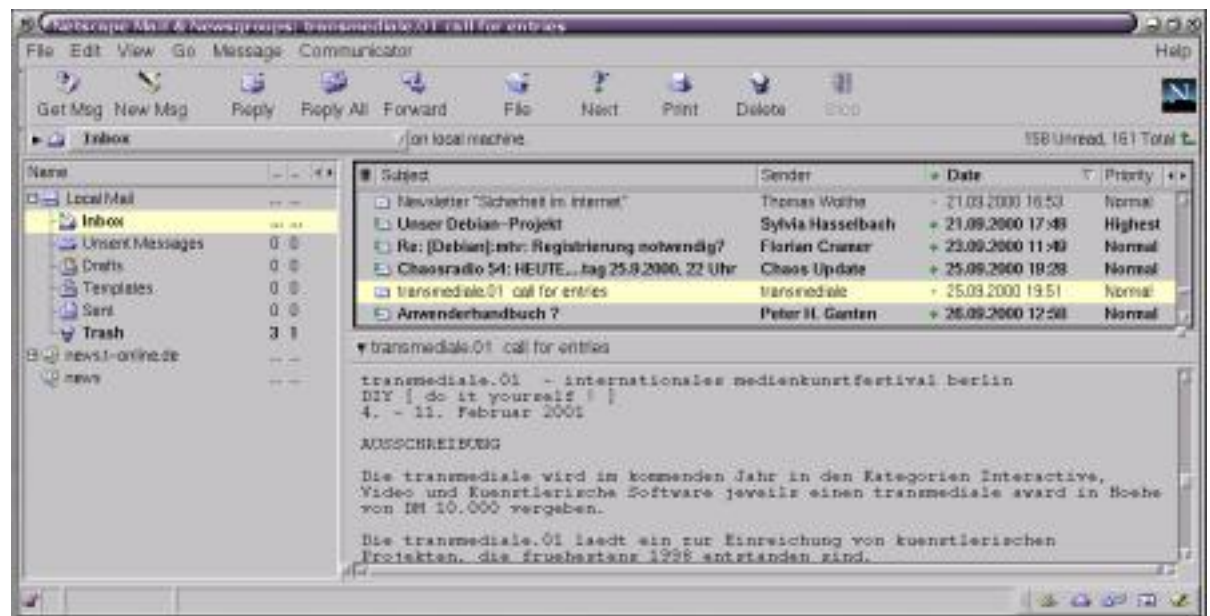 Netscape Mail & Newsgroups: transmediale.01 call for entries
File Edit View Go Message Communicator Help
Get Msg New Msg Reply Reply All Forward File Next Print Delete Stop
Inbox on local machine. 158 Unread, 161 Total
Name
Local Mail
Inbox
Unsent Messages 0 0
Drafts 0 0
Templates 0 0
Sent 0 0
Trash 3 1
news.t-online.de
news
Subject Sender Date Priority
Newsletter "Sicherheit im Internet" Thomas 21.09.2000 16:53 Normal
Unser Debian-Projekt Sylvia Hasselbach 21.09.2000 17:49 Highest
Re: [Debian]:mhr: Registrierung notwendig? Florian Cramer 23.09.2000 11:49 Normal
Chaosradio 54: HEUTE,...tag 25.9.2000, 22 Uhr Chaos Update 25.09.2000 19:28 Normal
transmediale.01 call for entries transmediale 25.09.2000 19:51 Normal
Anwenderhandbuch ? Peter H. Ganten 26.09.2000 12:58 Normal
transmediale.01 call for entries
transmediale.01 - internationales medienkunstfestival berlin
DIY [ do it yourself ! ]
4. - 11. Februar 2001
AUSSCHREIBUNG
Die transmediale wird im kommenden Jahr in den Kategorien Interactive,
Video und Kuenstlerische Software jeweils einen transmediale award in Hoehe
von DM 10.000 vergeben.
Die transmediale.01 laedt ein zur Einreichung von kuenstlerischen
Projekten, die fruehestens 1998 entstanden sind.